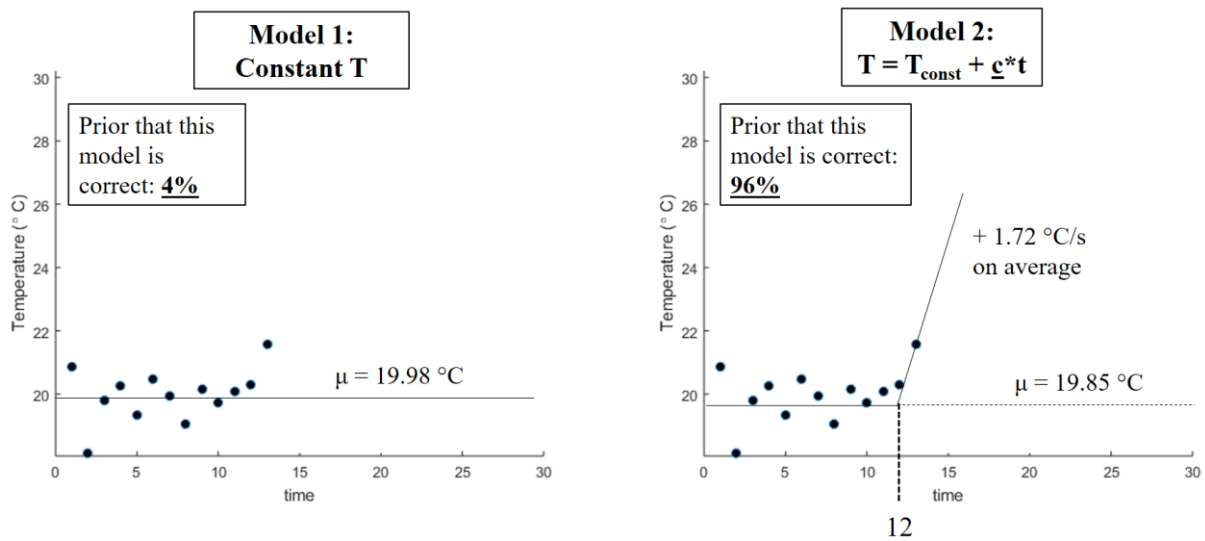 Model 1:
Constant T
Prior that this
model is
correct: 4%
μ = 19.98 °C
Temperature (° C)
30
28
26
24
22
20
0
5
10
15
20
25
30
time
Model 2:
T = Tconst + c*t
Prior that this
model is correct:
96%
+ 1.72 °C/s
on average
μ = 19.85 °C
Temperature (° C)
30
28
26
24
22
20
0
5
10
15
20
25
30
time
12